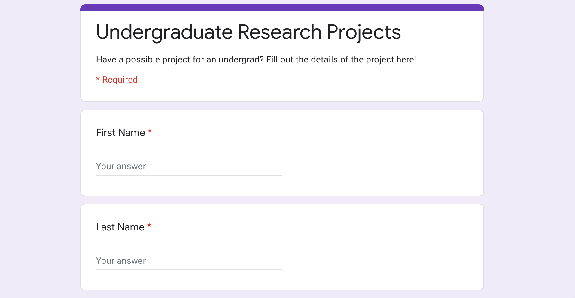 Undergraduate Research Projects
Have a possible project for an undergrad? Fill out the details of the project here!
* Required
First Name *
Your answer
Last Name *
Your answer